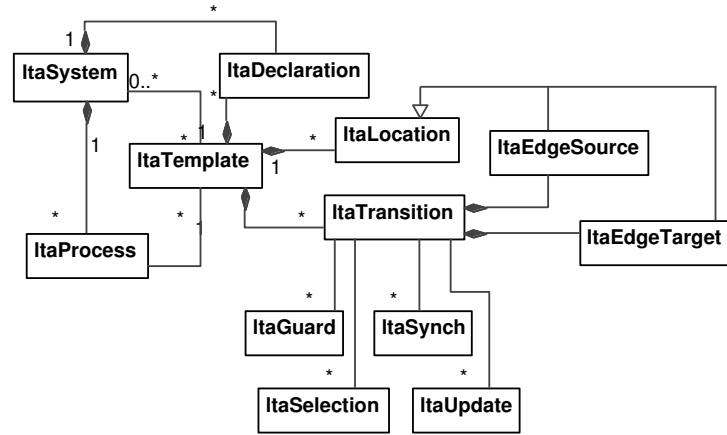 *
1
ItaSystem
ItaDeclaration
0..*
*
1
*
1
*
ItaLocation
ItaEdgeSource
ItaTemplate
1
*
*
1
*
ItaTransition
ItaProcess
ItaEdgeTarget
*
*
ItaGuard
ItaSynch
*
*
ItaSelection
ItaUpdate